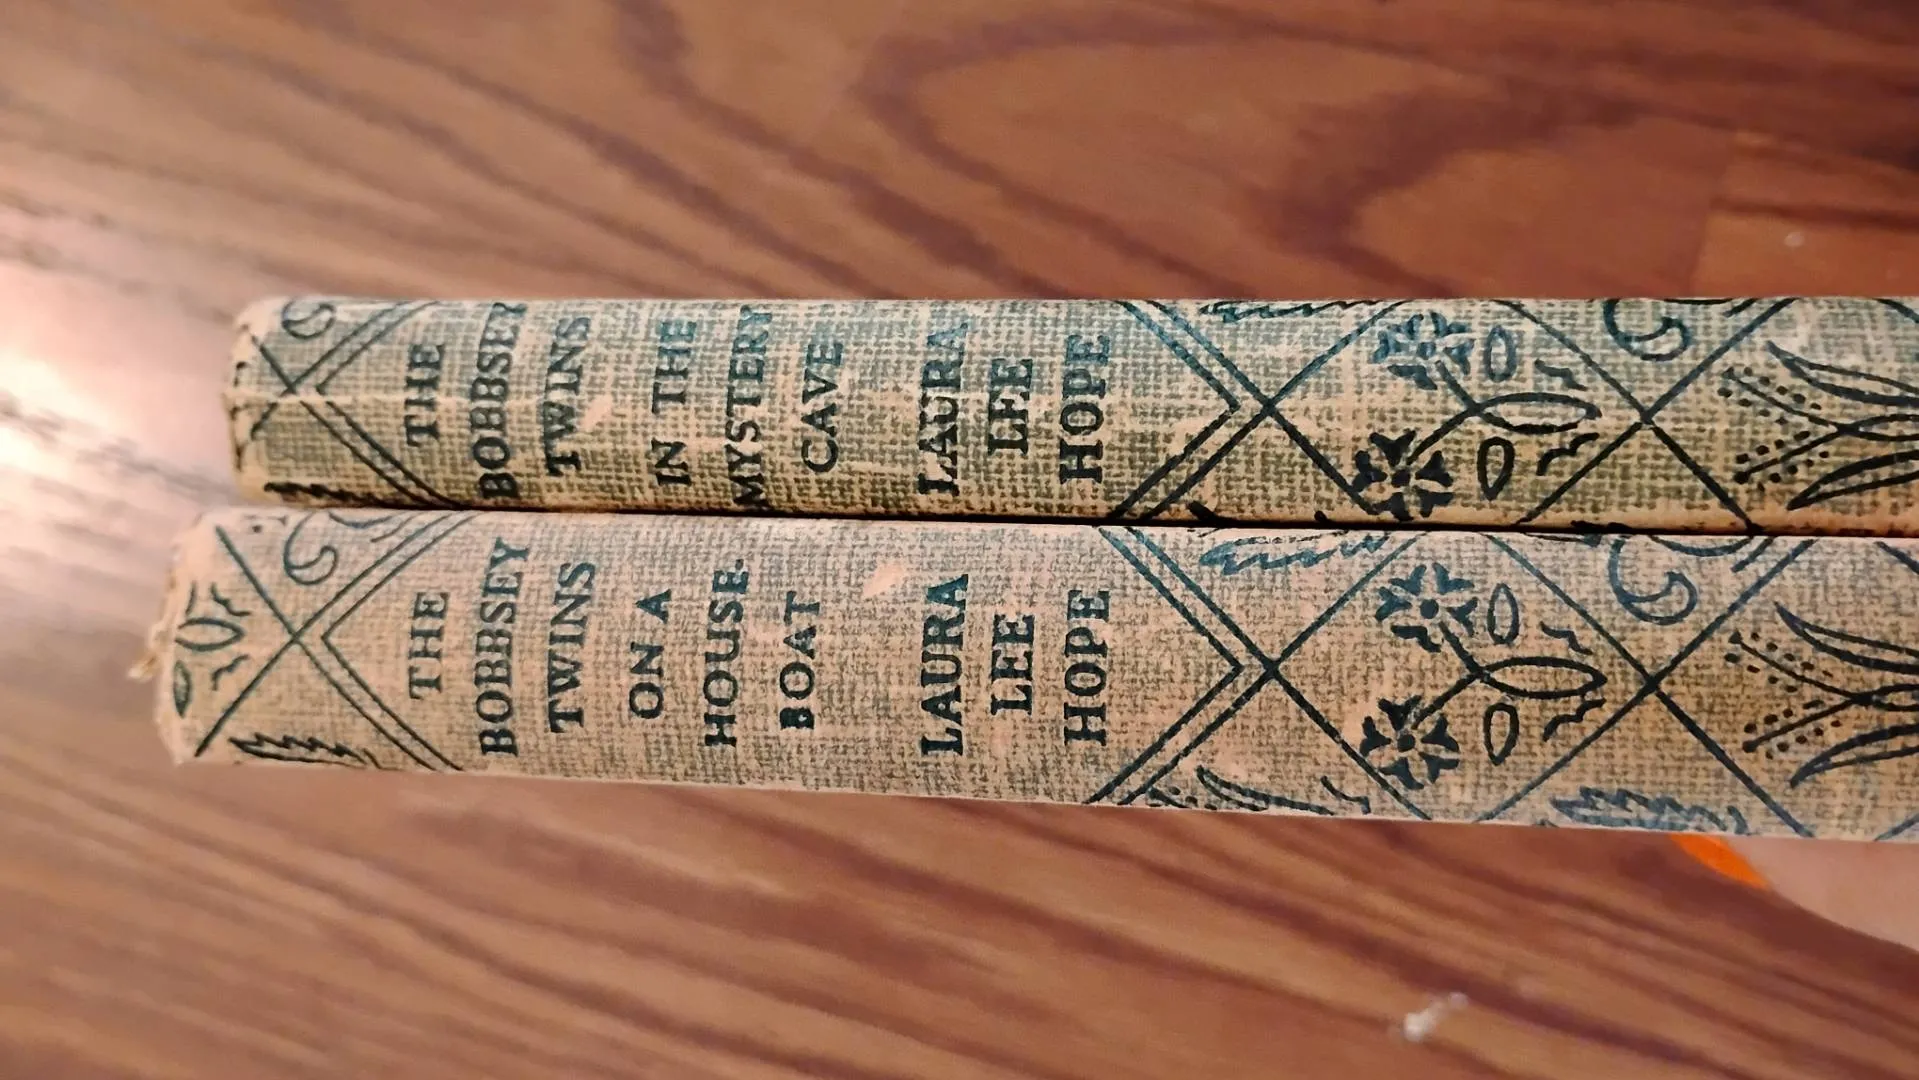 THE
BOBBSEY
TWINS
IN THE
MYSTERY
CAVE
LAURA
LEE
HOPE
THE
BOBBSEY
TWINS
ON A
HOUSE-
BOAT
LAURA
LEE
HOPE